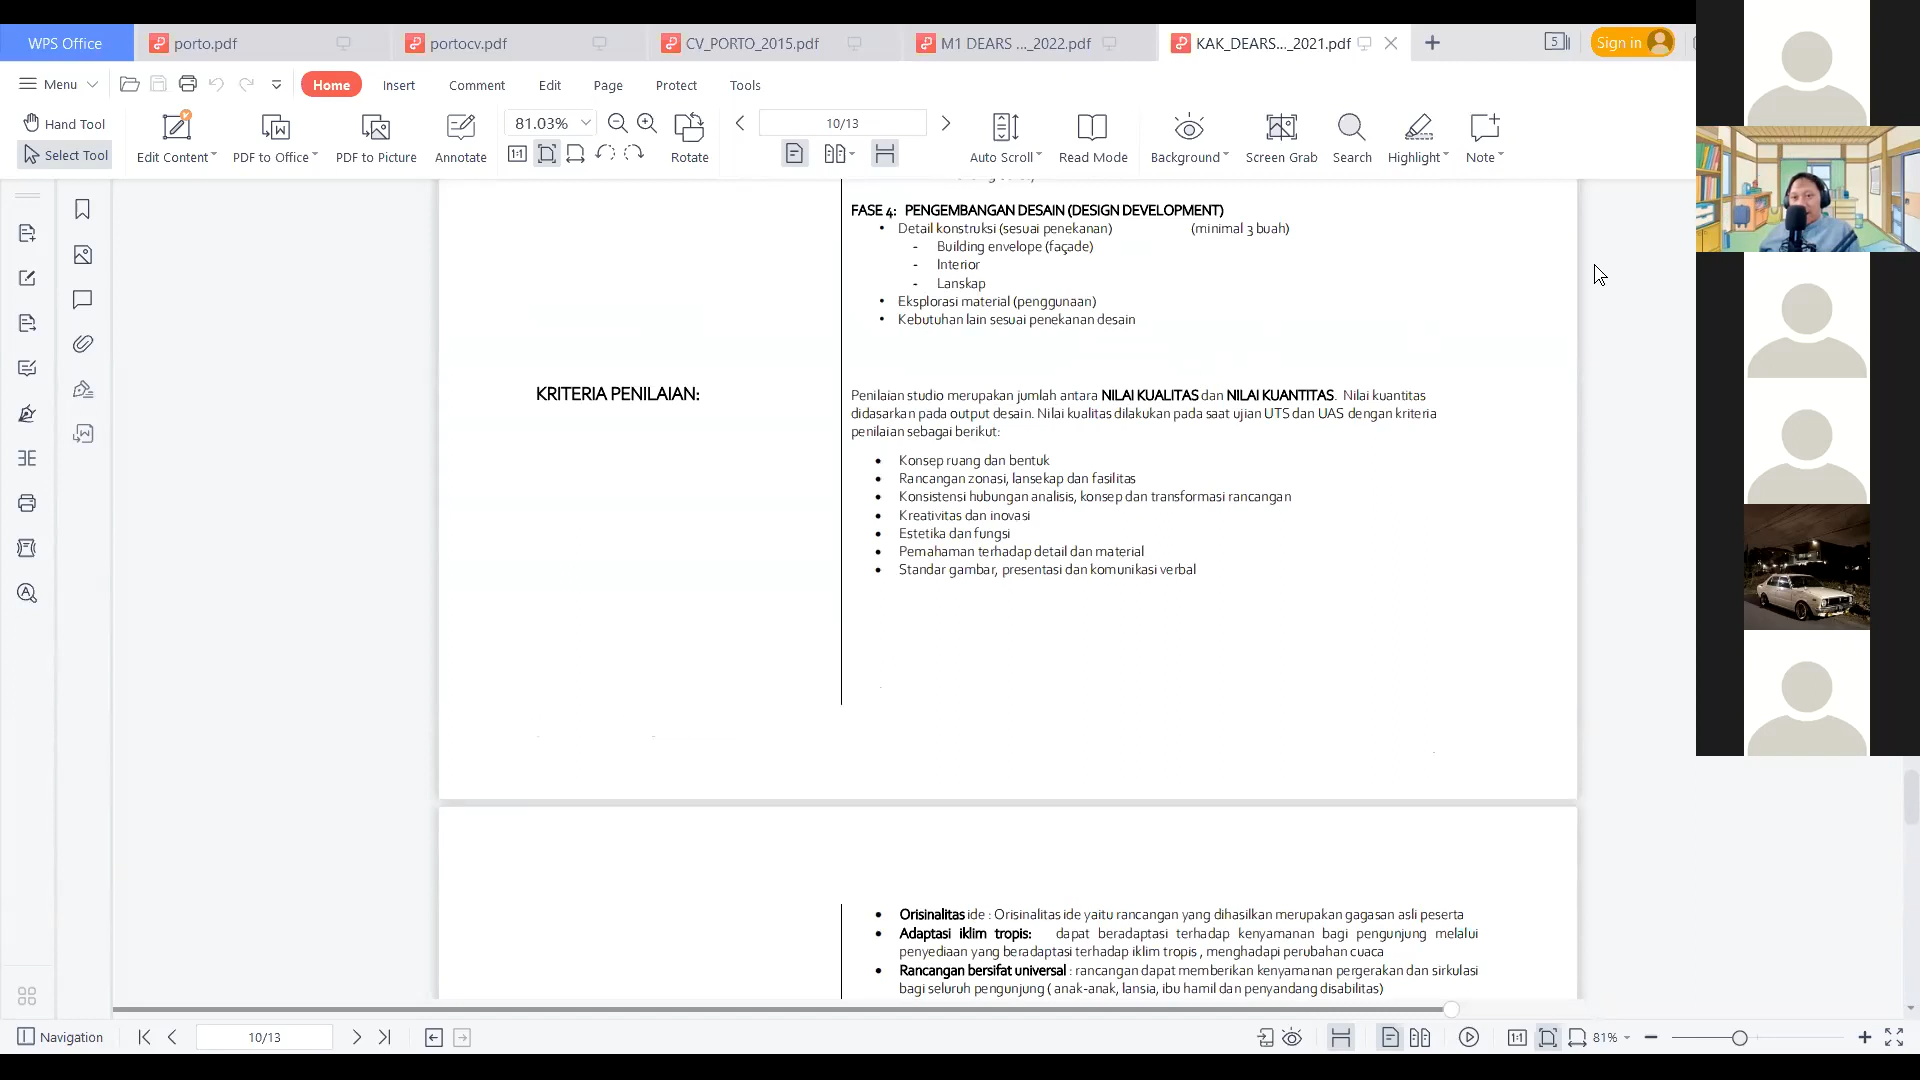 WPS Office
porto.pdf
portocv.pdf
CV_PORTO_2015.pdf
M1 DEARS ..._2022.pdf
KAK_DEARS..._2021.pdf
5
Sign in
Menu
Home
Insert
Comment
Edit
Page
Protect
Tools
Hand Tool
Select Tool
Edit Content
PDF to Office
PDF to Picture
Annotate
81.03%
1:1
Rotate
10/13
Auto Scroll
Read Mode
Background
Screen Grab
Search
Highlight
Note
FASE 4: PENGEMBANGAN DESAIN (DESIGN DEVELOPMENT)
• Detail konstruksi (sesuai penekanan) (minimal 3 buah)
- Building envelope (façade)
- Interior
- Lanskap
• Eksplorasi material (penggunaan)
• Kebutuhan lain sesuai penekanan desain
KRITERIA PENILAIAN:
Penilaian studio merupakan jumlah antara NILAI KUALITAS dan NILAI KUANTITAS. Nilai kuantitas
didasarkan pada output desain. Nilai kualitas dilakukan pada saat ujian UTS dan UAS dengan kriteria
penilaian sebagai berikut:
• Konsep ruang dan bentuk
• Rancangan zonasi, lansekap dan fasilitas
• Konsistensi hubungan analisis, konsep dan transformasi rancangan
• Kreativitas dan inovasi
• Estetika dan fungsi
• Pemahaman terhadap detail dan material
• Standar gambar, presentasi dan komunikasi verbal
• Orisinalitas ide : Orisinalitas ide yaitu rancangan yang dihasilkan merupakan gagasan asli peserta
• Adaptasi iklim tropis: dapat beradaptasi terhadap kenyamanan bagi pengunjung melalui
penyediaan yang beradaptasi terhadap iklim tropis , menghadapi perubahan cuaca
• Rancangan bersifat universal : rancangan dapat memberikan kenyamanan pergerakan dan sirkulasi
bagi seluruh pengunjung ( anak-anak, lansia, ibu hamil dan penyandang disabilitas)
Navigation
10/13
1:1
81%